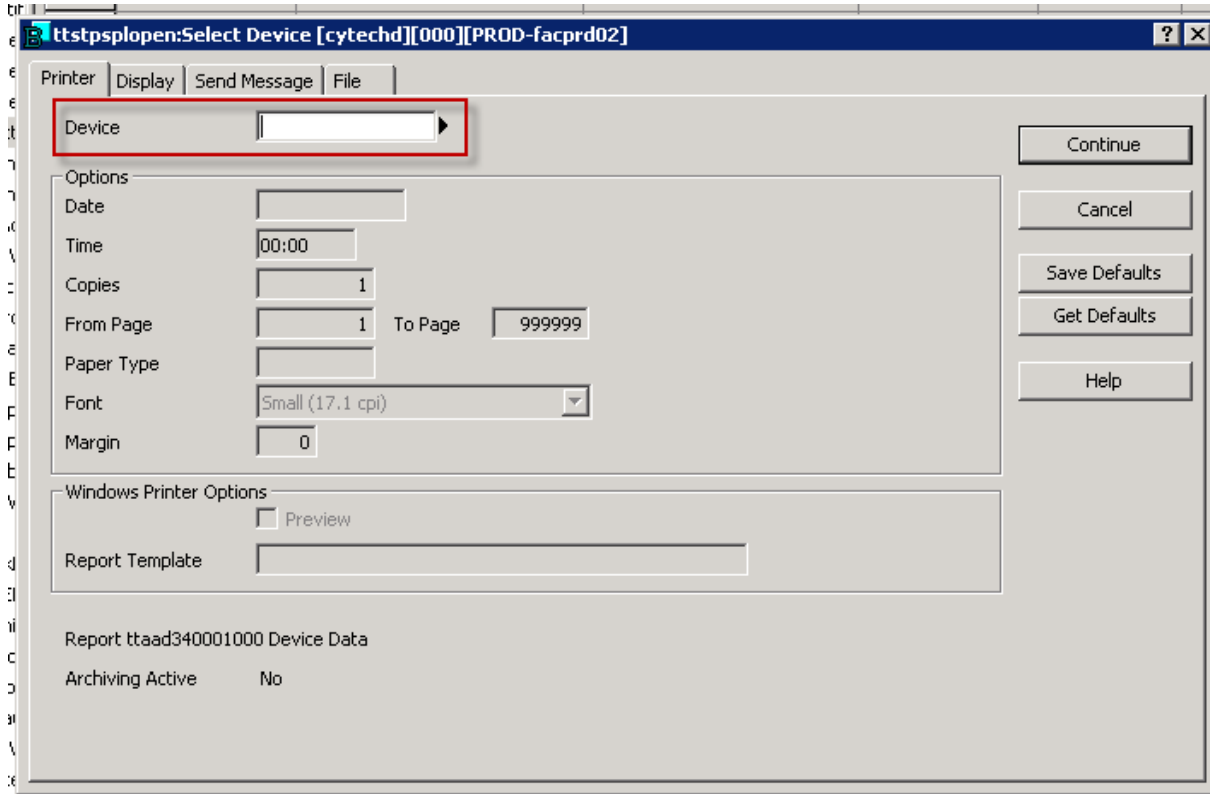 ttstpsplopen:Select Device [cytechd][000][PROD-facprd02]
Printer Display Send Message File
Device
Continue
Options
Date
Cancel
Time 00:00
Save Defaults
Copies 1
Get Defaults
From Page 1 To Page 999999
Paper Type
Help
Font Small (17.1 cpi)
Margin 0
Windows Printer Options
Preview
Report Template
Report ttaad340001000 Device Data
Archiving Active No